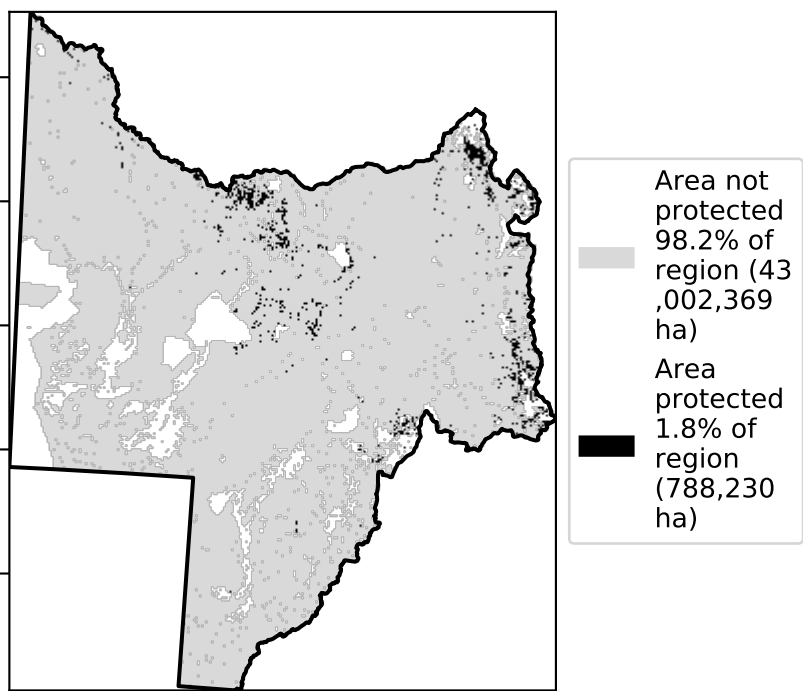 Area not
protected
98.2% of
region (43
,002,369
ha)
Area
protected
1.8% of
region
(788,230
ha)